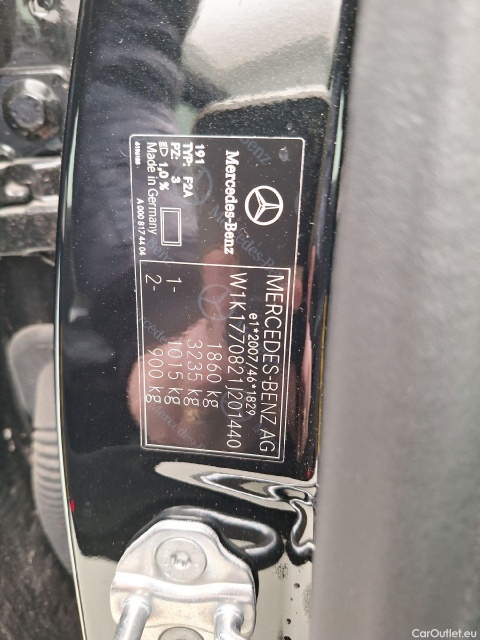 MERCEDES-BENZ AG
e1*2007/46*1829
W1K1770821J201440
1860 kg
3235 kg
1- 1015 kg
2- 900 kg
Mercedes-Benz
191
TYP: F2A
PZ: 3
1,0 %
Made in Germany
A 000 817 44 04
CarOutlet.eu